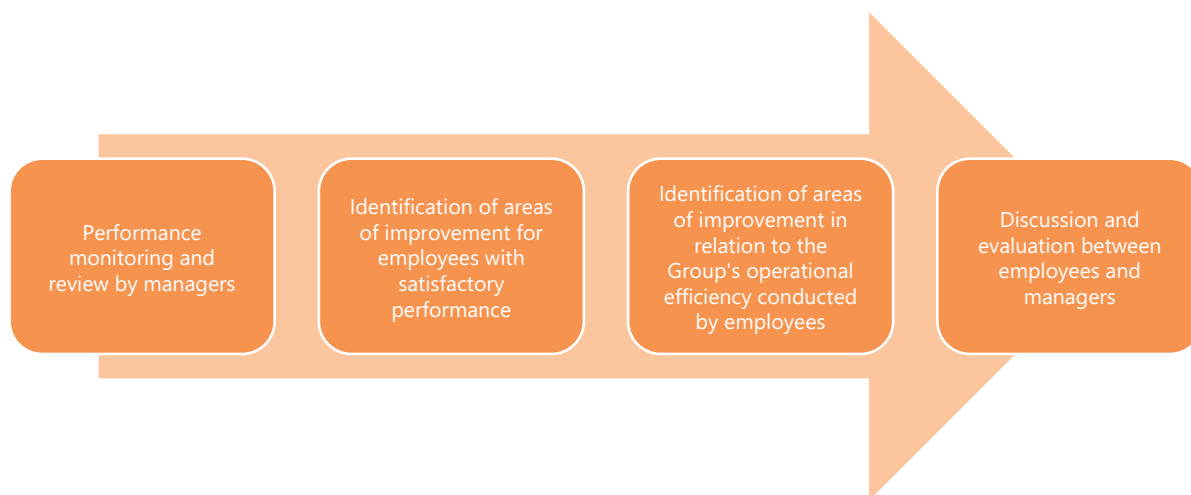 Performance
monitoring and
review by managers
Identification of areas
of improvement for
employees with
satisfactory
performance
Identification of areas
of improvement in
relation to the
Group's operational
efficiency conducted
by employees
Discussion and
evaluation between
employees and
managers